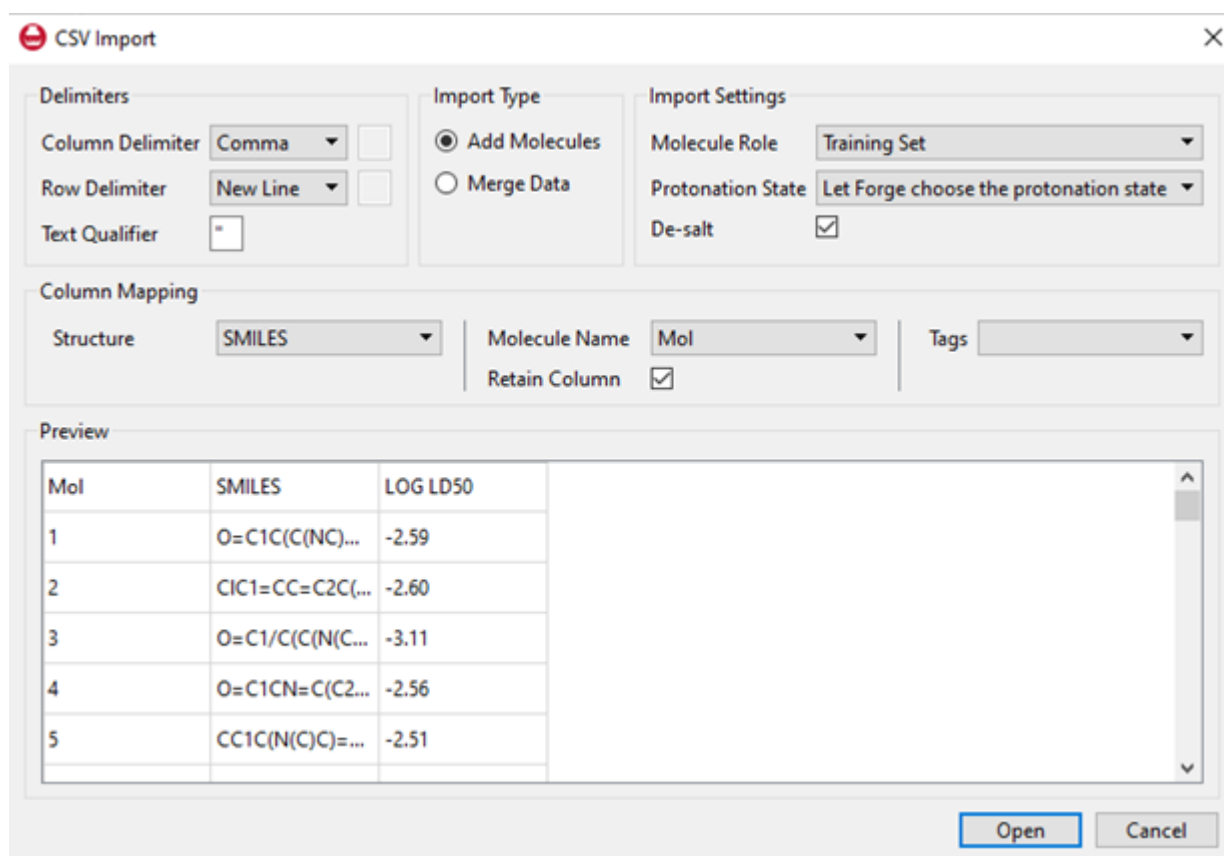 CSV Import
Delimiters
Column Delimiter Comma
Row Delimiter New Line
Text Qualifier "
Import Type
Add Molecules
Merge Data
Import Settings
Molecule Role Training Set
Protonation State Let Forge choose the protonation state
De-salt
Column Mapping
Structure SMILES Molecule Name Mol Tags
Retain Column
Preview
Mol SMILES LOG LD50
1 O=C1C(C(NC)... -2.59
2 ClC1=CC=C2C(... -2.60
3 O=C1/C(C(N(C... -3.11
4 O=C1CN=C(C2... -2.56
5 CC1C(N(C)C)=... -2.51
Open Cancel